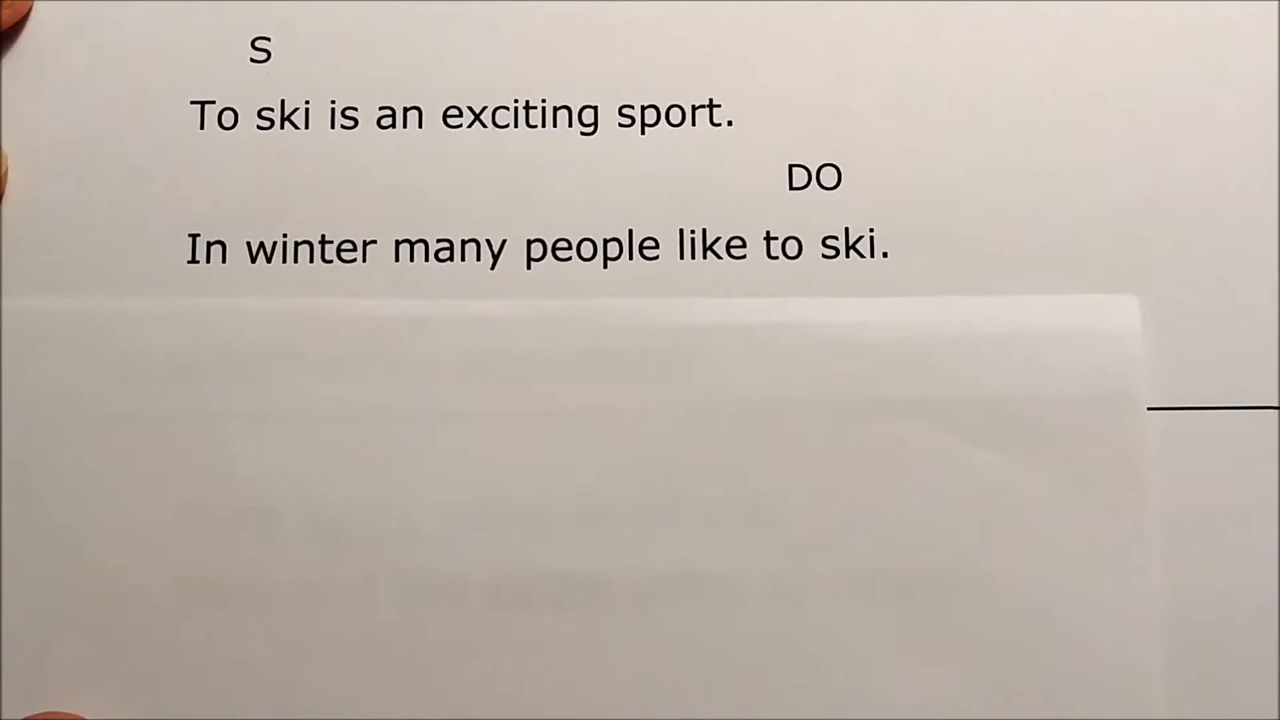 S
To ski is an exciting sport.
DO
In winter many people like to ski.